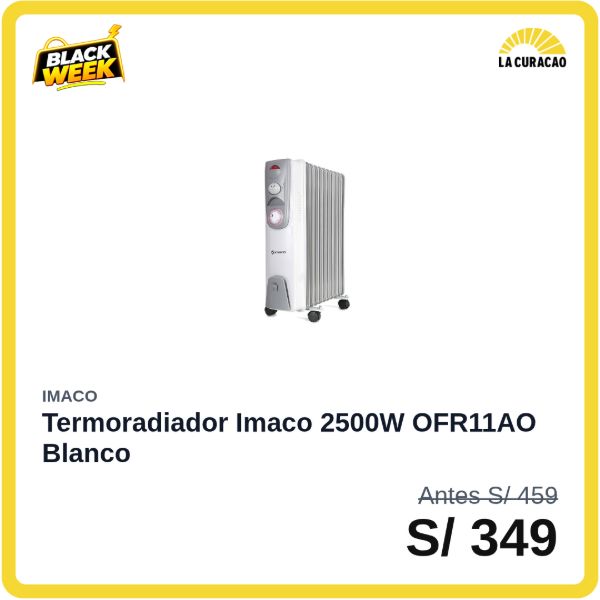 BLACK
WEEK
LA CURACAO
IMACO
Termoradiador Imaco 2500W OFR11AO
Blanco
Antes S/ 459
S/ 349